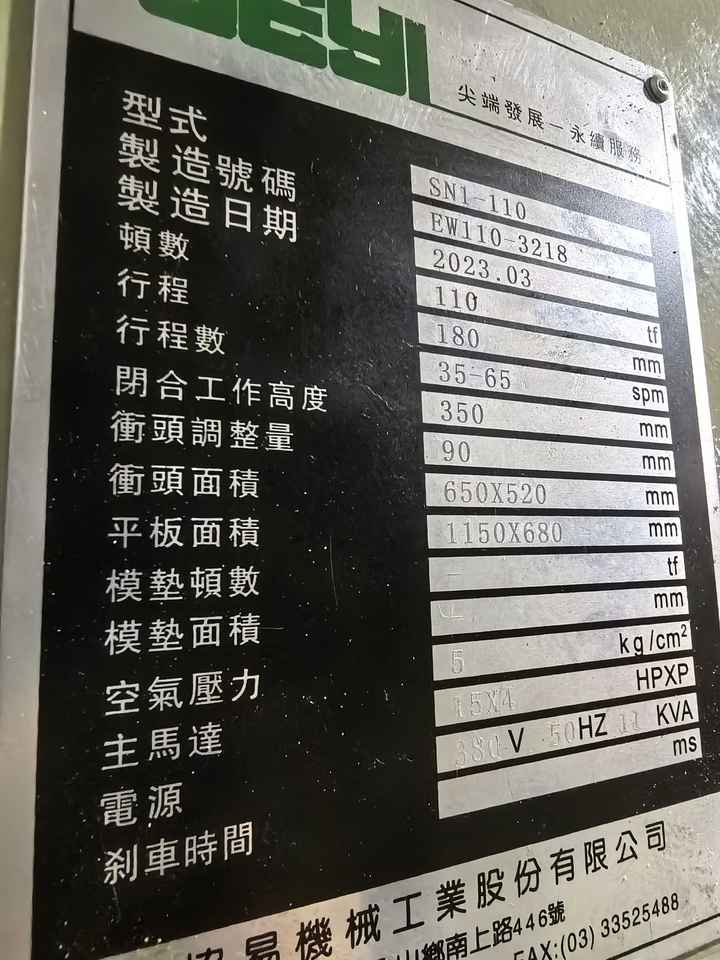 SEYI
尖端發展－永續服務
型式 SN1-110
製造號碼 EW110-3218
製造日期 2023.03
頓數 110 tf
行程 180 mm
行程數 35-65 spm
閉合工作高度 350 mm
衝頭調整量 90 mm
衝頭面積 650X520 mm
平板面積 1150X680 mm
模墊頓數 － tf
模墊面積 mm
空氣壓力 5 kg/cm²
主馬達 15X4 HPXP
電源 380 V 50HZ 11 KVA
剎車時間 ms
協易機械工業股份有限公司
山鄉南上路446號
FAX:(03) 33525488